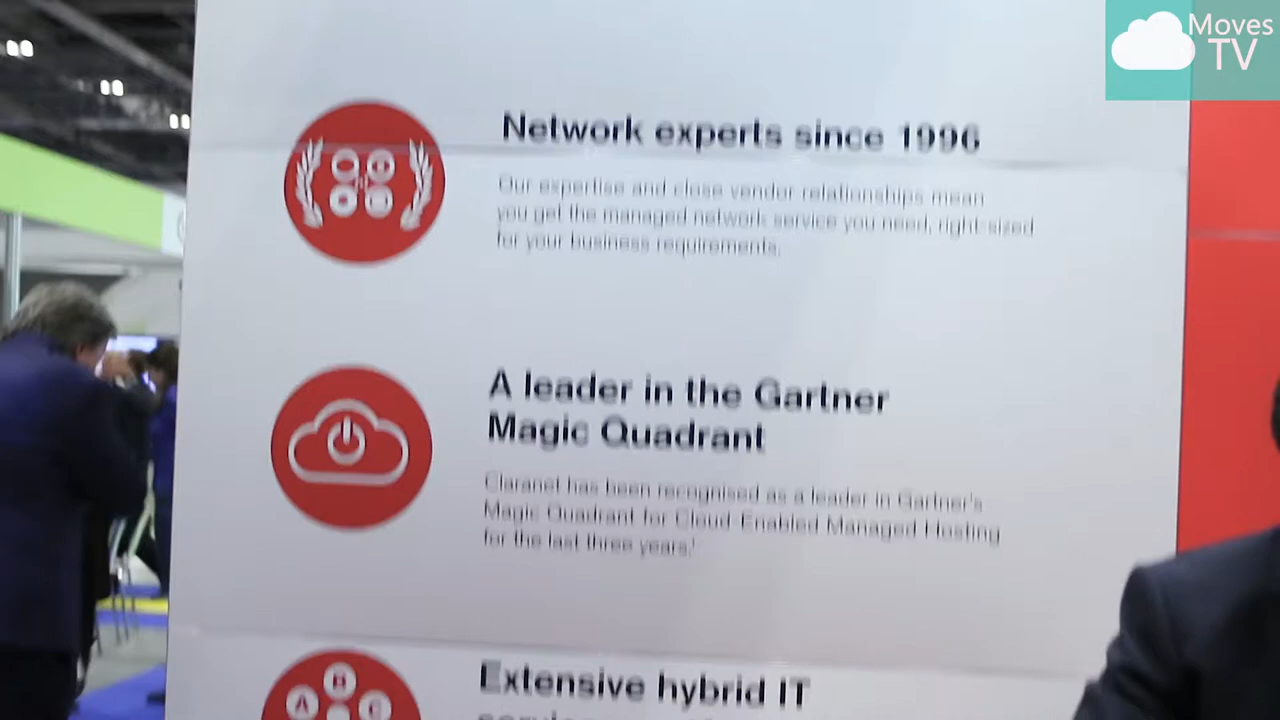 Moves
TV
Network experts since 1996
Our expertise and close vendor relationships mean
you get the managed network service you need, right-sized
for your business requirements.
A leader in the Gartner
Magic Quadrant
Claranet has been recognised as a leader in Gartner's
Magic Quadrant for Cloud-Enabled Managed Hosting
for the last three years.¹
Extensive hybrid IT
B
A C